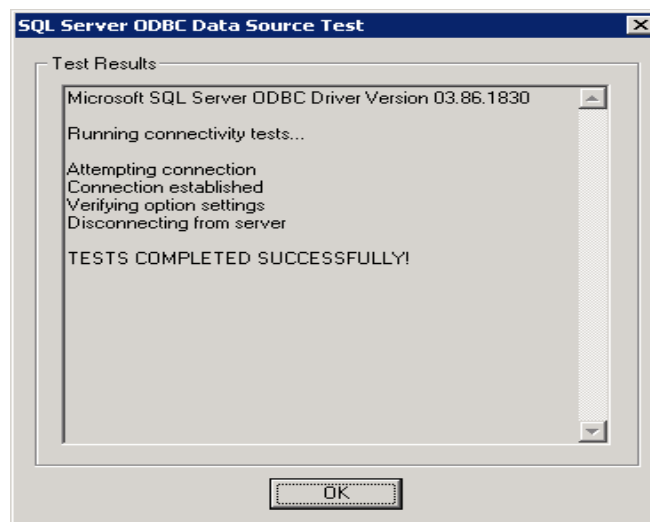 SQL Server ODBC Data Source Test
Test Results
Microsoft SQL Server ODBC Driver Version 03.86.1830
Running connectivity tests...
Attempting connection
Connection established
Verifying option settings
Disconnecting from server
TESTS COMPLETED SUCCESSFULLY!
OK